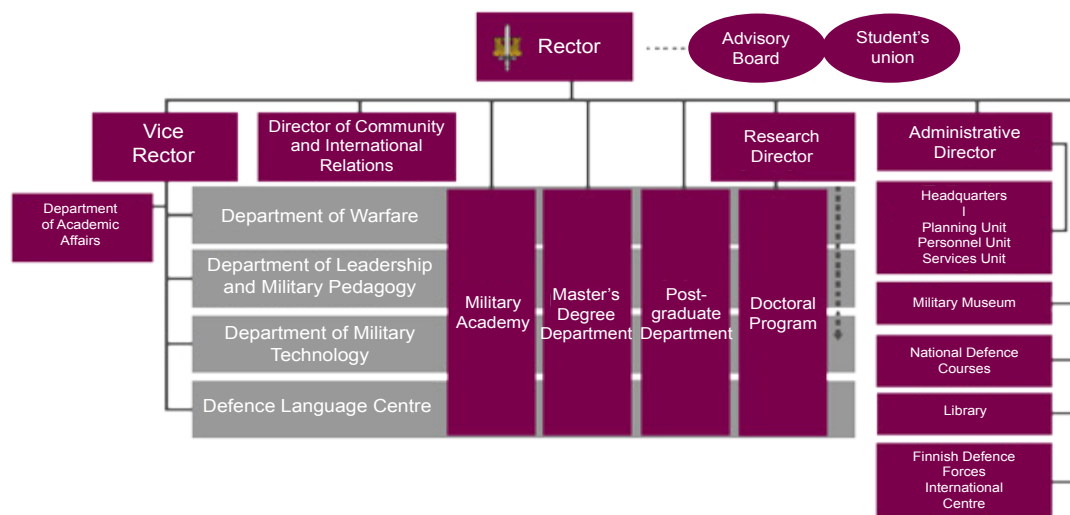 Rector
Advisory
Board
Student's
union
Vice
Rector
Director of Community
and International
Relations
Research
Director
Administrative
Director
Department
of Academic
Affairs
Department of Warfare
Department of Leadership
and Military Pedagogy
Department of Military
Technology
Defence Language Centre
Military
Academy
Master's
Degree
Department
Post-
graduate
Department
Doctoral
Program
Headquarters
I
Planning Unit
Personnel Unit
Services Unit
Military Museum
National Defence
Courses
Library
Finnish Defence
Forces
International
Centre